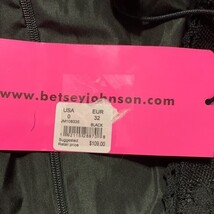 www.betseyjohnson.com
USA EUR
0 32
BLACK
Suggested
Retail price $109.00